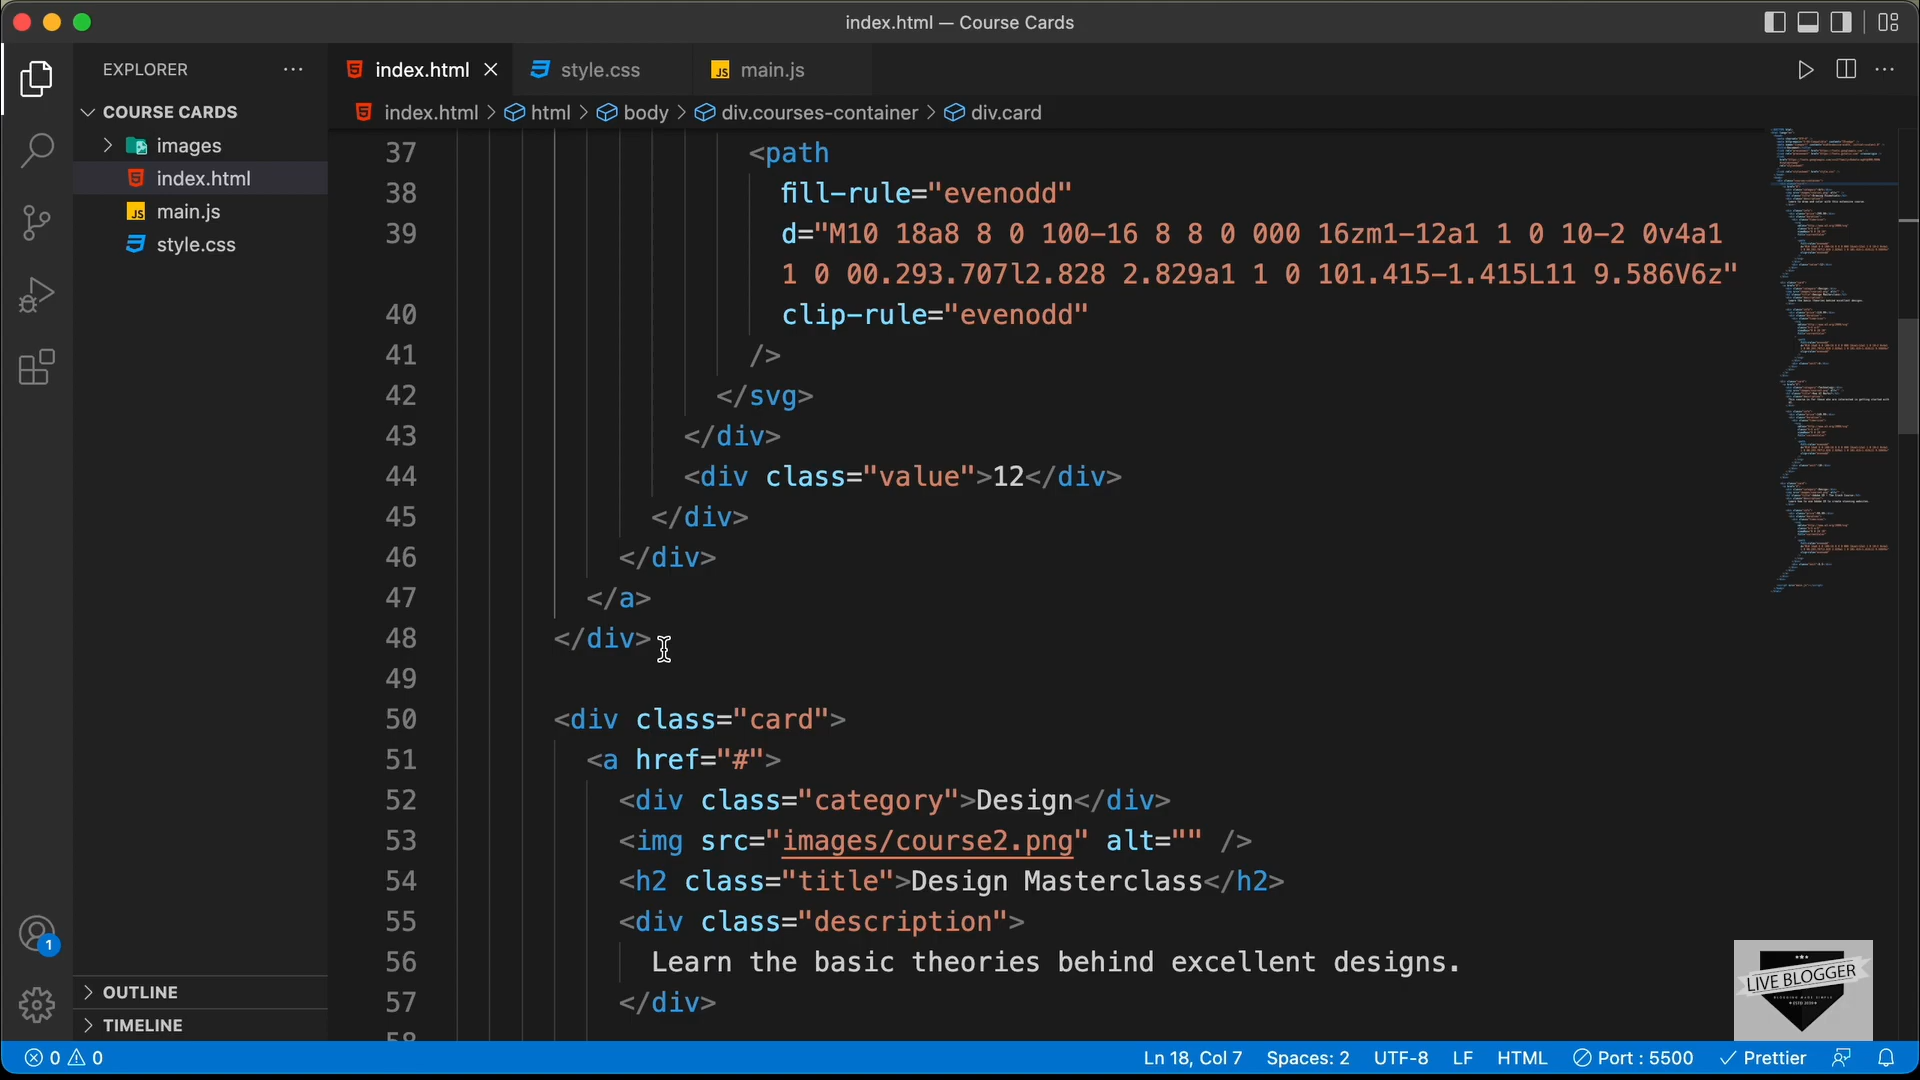 index.html — Course Cards
EXPLORER
index.html
style.css
main.js
COURSE CARDS
index.html
html
body
div.courses-container
div.card
images
index.html
main.js
style.css
37 <path
38 fill-rule="evenodd"
39 d="M10 18a8 8 0 100-16 8 8 0 000 16zm1-12a1 1 0 10-2 0v4a1
1 0 00.293.707l2.828 2.829a1 1 0 101.415-1.415L11 9.586V6z"
40 clip-rule="evenodd"
41 />
42 </svg>
43 </div>
44 <div class="value">12</div>
45 </div>
46 </div>
47 </a>
48 </div>
49
50 <div class="card">
51 <a href="#">
52 <div class="category">Design</div>
53 <img src="images/course2.png" alt="" />
54 <h2 class="title">Design Masterclass</h2>
55 <div class="description">
56 Learn the basic theories behind excellent designs.
57 </div>
58
1
OUTLINE
TIMELINE
LIVE BLOGGER
0 0
Ln 18, Col 7
Spaces: 2
UTF-8
LF
HTML
Port : 5500
Prettier